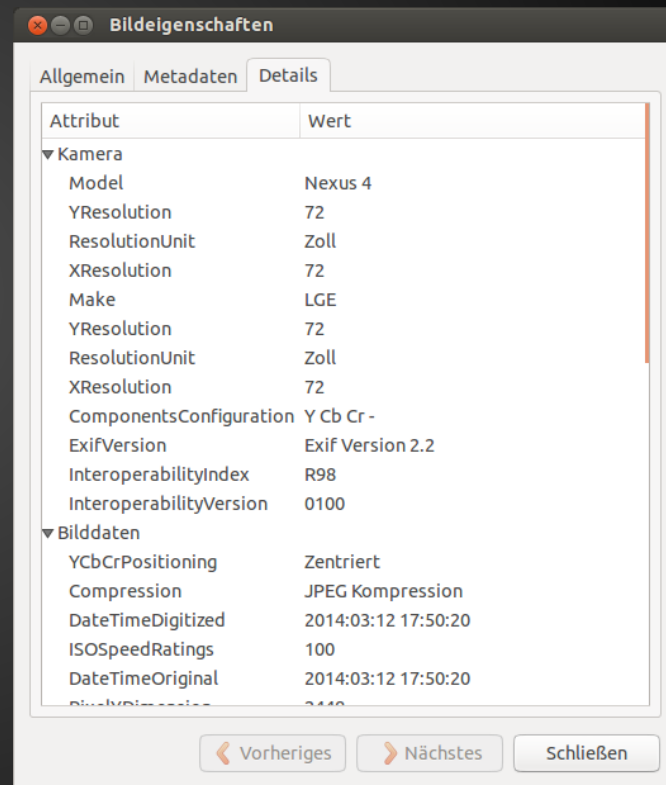 Bildeigenschaften
Allgemein Metadaten Details
Attribut Wert
Kamera
Model Nexus 4
YResolution 72
ResolutionUnit Zoll
XResolution 72
Make LGE
YResolution 72
ResolutionUnit Zoll
XResolution 72
ComponentsConfiguration Y Cb Cr -
ExifVersion Exif Version 2.2
InteroperabilityIndex R98
InteroperabilityVersion 0100
Bilddaten
YCbCrPositioning Zentriert
Compression JPEG Kompression
DateTimeDigitized 2014:03:12 17:50:20
ISOSpeedRatings 100
DateTimeOriginal 2014:03:12 17:50:20
Vorheriges Nächstes Schließen